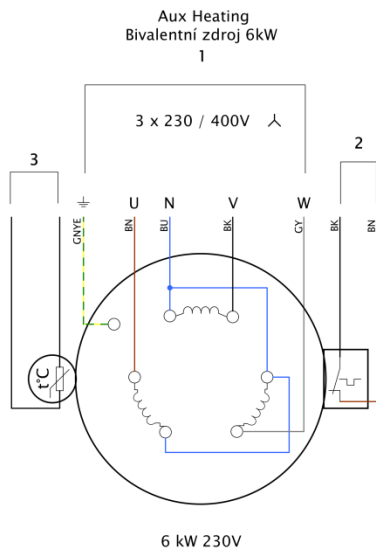 Aux Heating
Bivalentní zdroj 6kW
1
3 x 230 / 400V
2
3
U N V W
GNYE BN BU BK GY BK BN
t°C
6 kW 230V